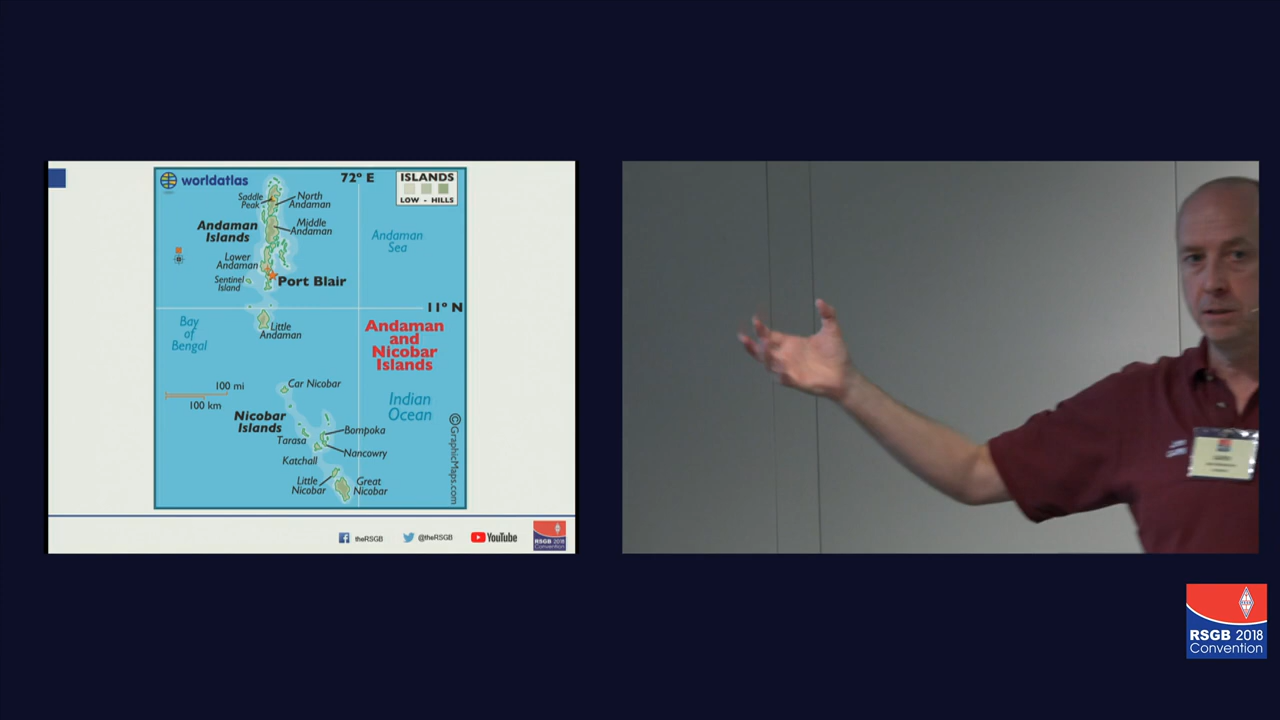 worldatlas
72° E
ISLANDS
LOW - HILLS
Saddle
Peak
North
Andaman
Andaman
Islands
Middle
Andaman
Andaman
Sea
Lower
Andaman
Sentinel
Island
Port Blair
11° N
Bay
of
Bengal
Little
Andaman
Andaman
and
Nicobar
Islands
100 mi
100 km
Car Nicobar
Indian
Ocean
Nicobar
Islands
Bompoka
Tarasa
Nancowry
Katchall
Little
Nicobar
Great
Nicobar
©GraphicMaps.com
theRSGB
@theRSGB
YouTube
RSGB 2018
Convention
RSGB 2018
Convention